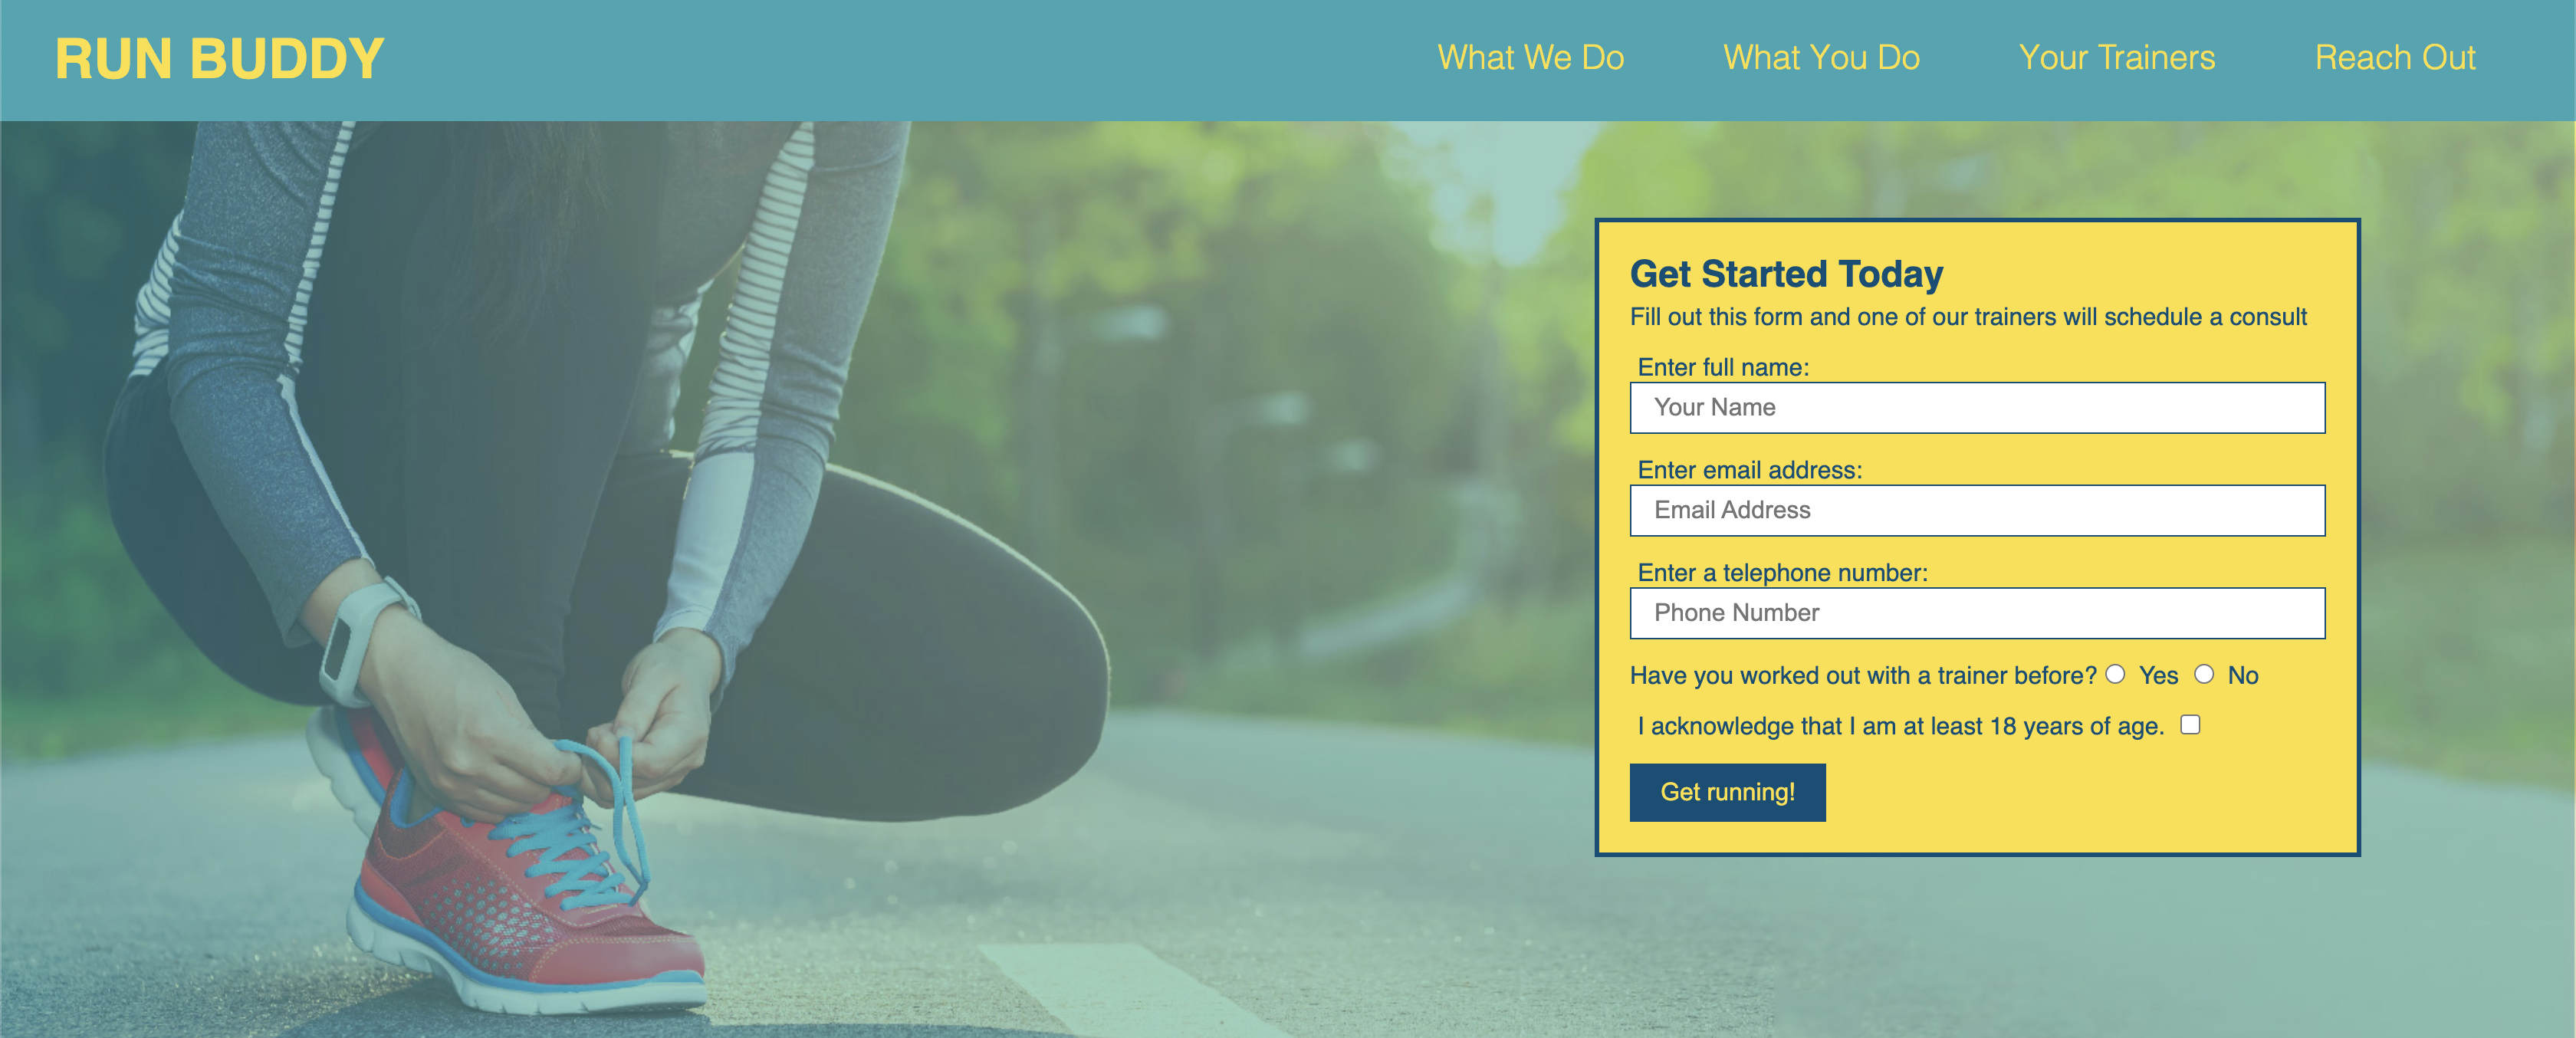 RUN BUDDY
What We Do
What You Do
Your Trainers
Reach Out
Get Started Today
Fill out this form and one of our trainers will schedule a consult
Enter full name:
Your Name
Enter email address:
Email Address
Enter a telephone number:
Phone Number
Have you worked out with a trainer before? Yes No
I acknowledge that I am at least 18 years of age.
Get running!